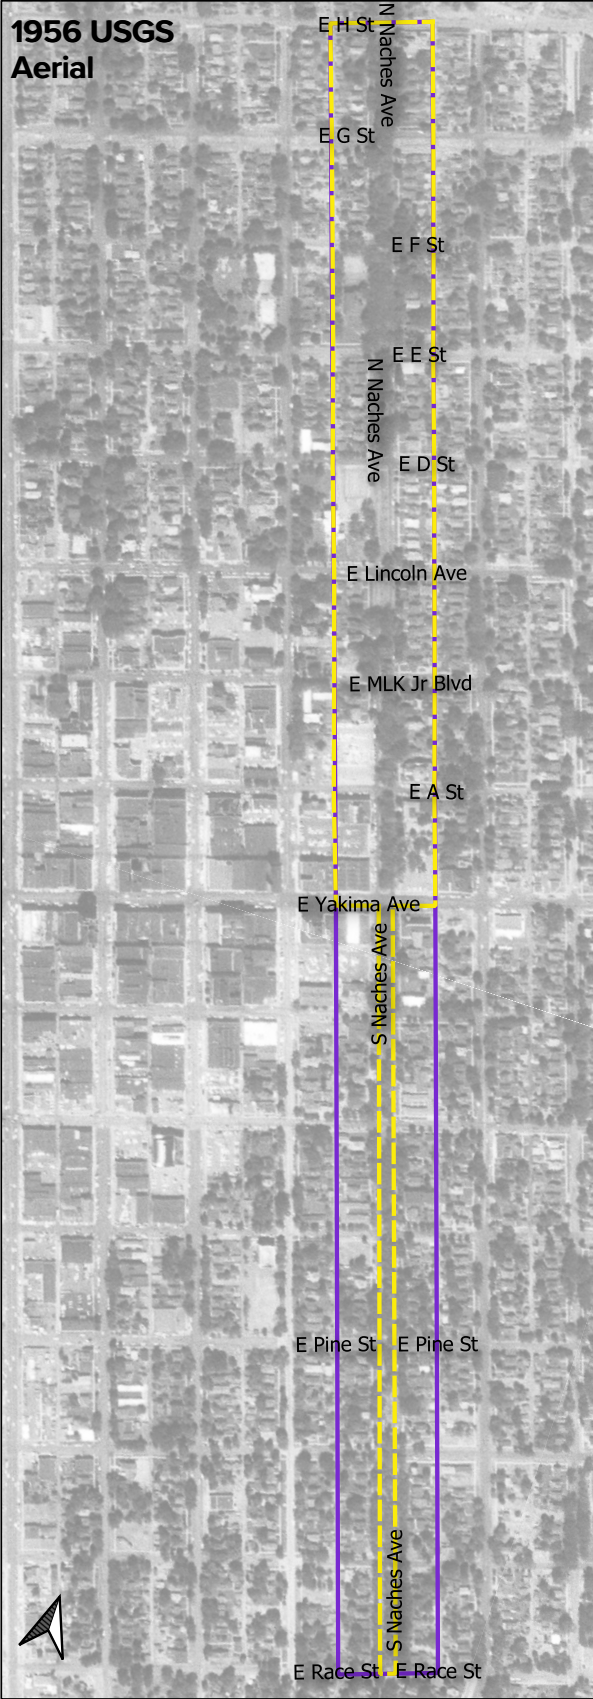 1956 USGS
Aerial
E H St
N Naches Ave
E G St
E F St
E E St
N Naches Ave
E D St
E Lincoln Ave
E MLK Jr Blvd
E A St
E Yakima Ave
S Naches Ave
E Pine St
E Pine St
S Naches Ave
E Race St
E Race St